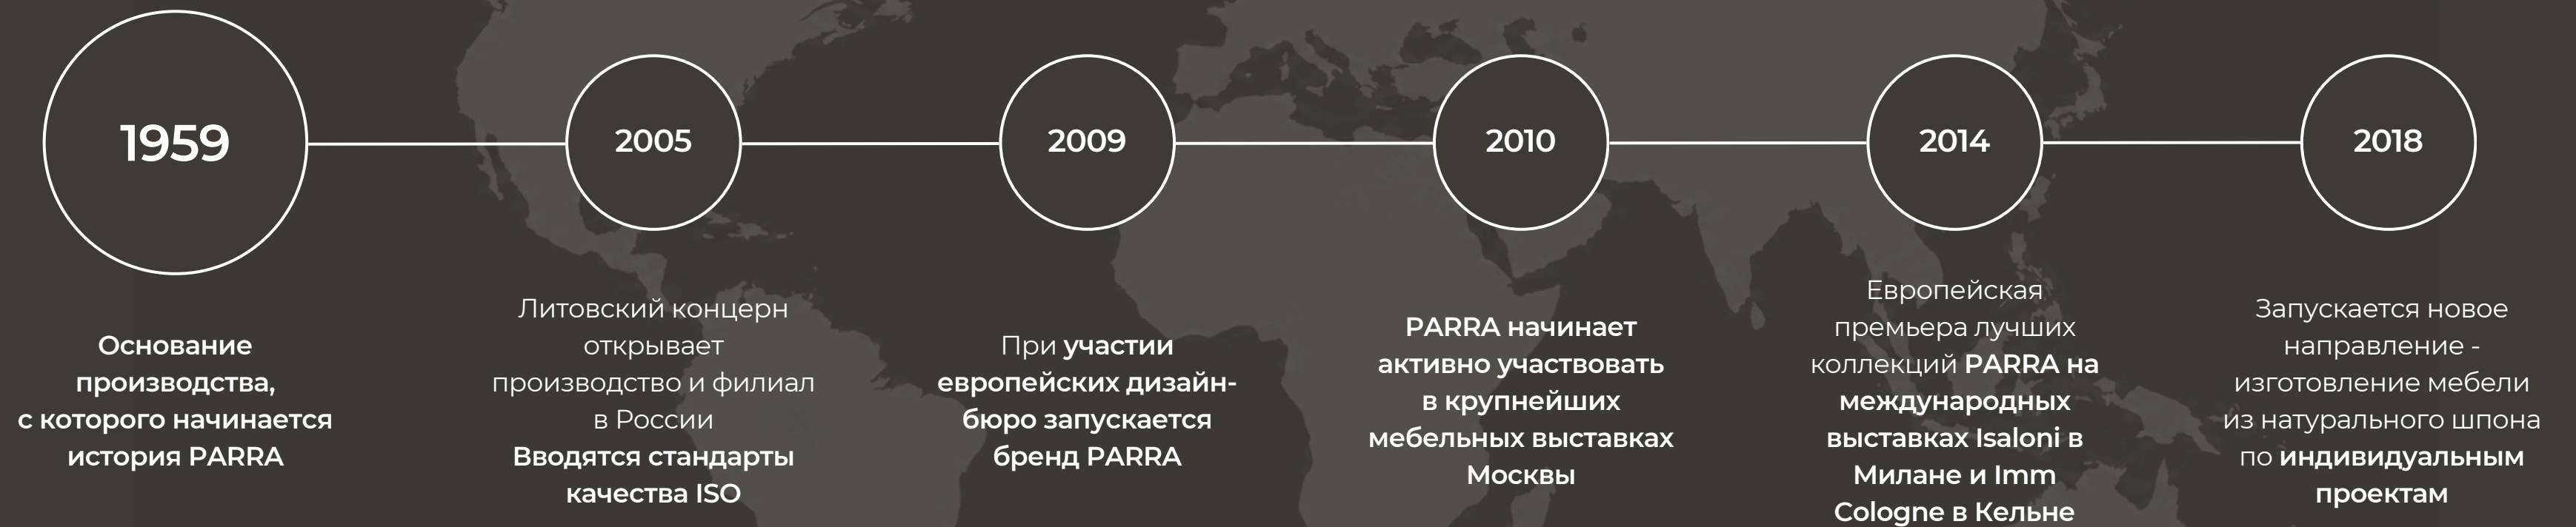 1959
Основание
производства,
с которого начинается
история PARRA
2005
Литовский концерн
открывает
производство и филиал
в России
Вводятся стандарты
качества ISO
2009
При участии
европейских дизайн-
бюро запускается
бренд PARRA
2010
PARRA начинает
активно участвовать
в крупнейших
мебельных выставках
Москвы
2014
Европейская
премьера лучших
коллекций PARRA на
международных
выставках Isaloni в
Милане и Imm
Cologne в Кельне
2018
Запускается новое
направление -
изготовление мебели
из натурального шпона
по индивидуальным
проектам